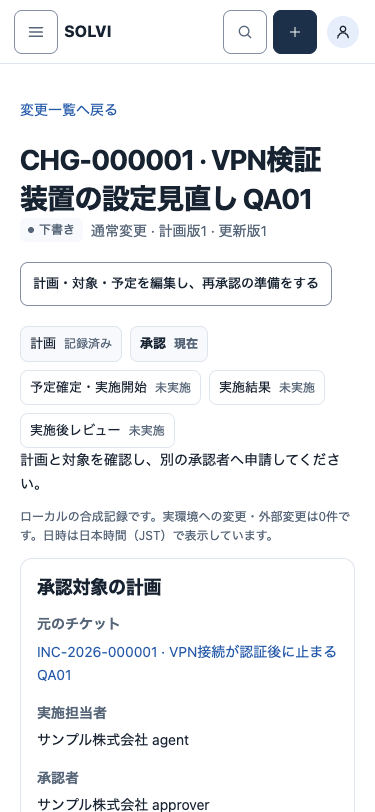 SOLVI
変更一覧へ戻る
CHG-000001 · VPN検証
装置の設定見直し QA01
下書き 通常変更 · 計画版1 · 更新版1
計画・対象・予定を編集し、再承認の準備をする
計画 記録済み 承認 現在
予定確定・実施開始 未実施 実施結果 未実施
実施後レビュー 未実施
計画と対象を確認し、別の承認者へ申請してくださ
い。
ローカルの合成記録です。実環境への変更・外部変更は0件で
す。日時は日本時間（JST）で表示しています。
承認対象の計画
元のチケット
INC-2026-000001 · VPN接続が認証後に止まる
QA01
実施担当者
サンプル株式会社 agent
承認者
サンプル株式会社 approver